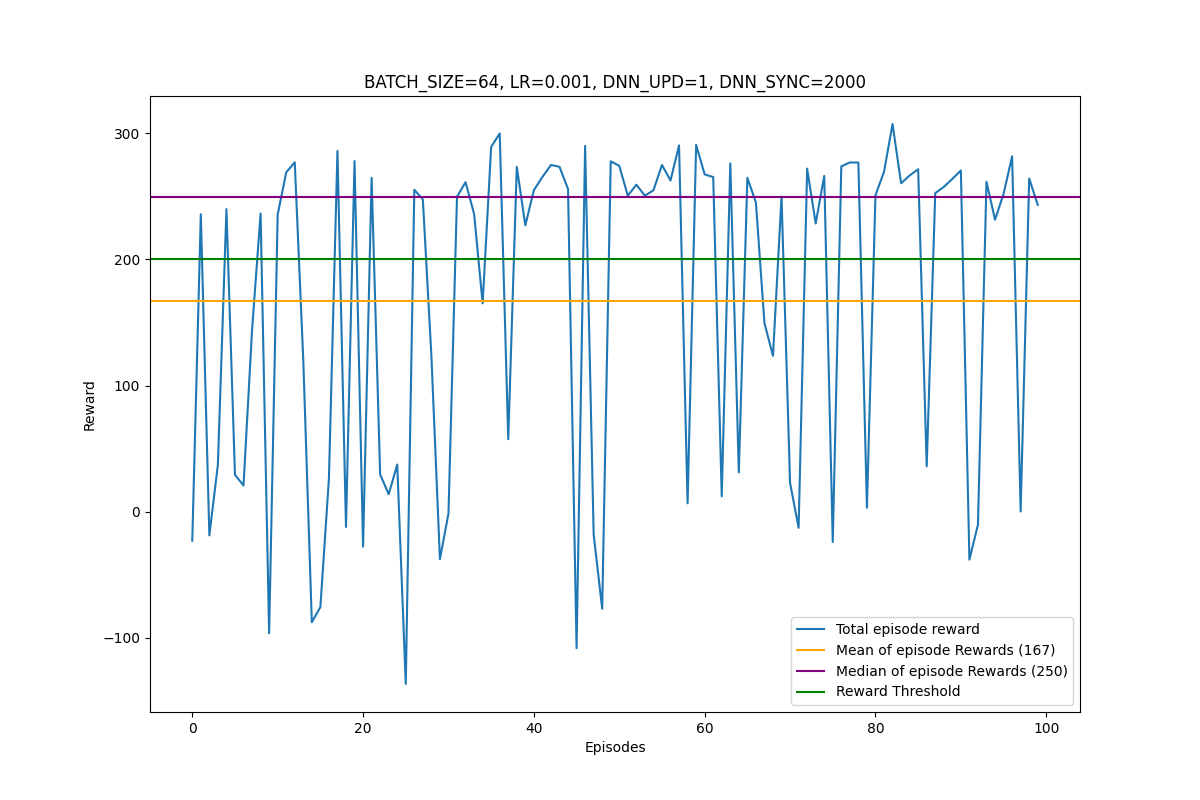 BATCH_SIZE=64, LR=0.001, DNN_UPD=1, DNN_SYNC=2000
300
200
100
0
−100
Reward
Total episode reward
Mean of episode Rewards (167)
Median of episode Rewards (250)
Reward Threshold
0
20
40
60
80
100
Episodes